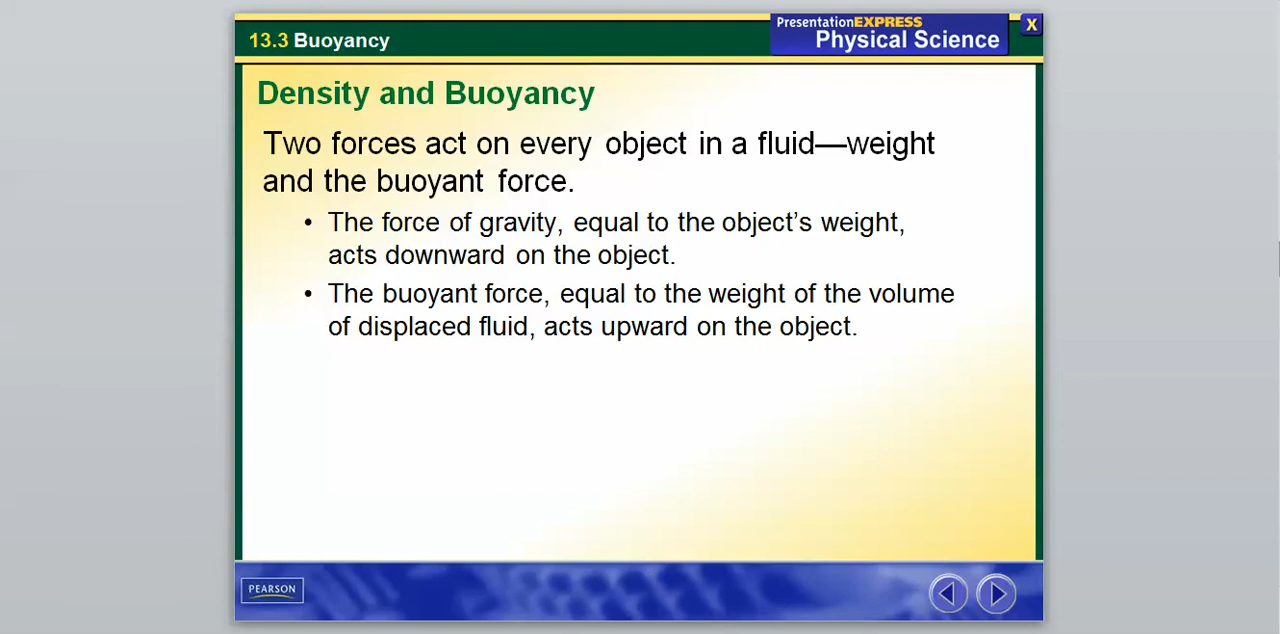 13.3 Buoyancy
PresentationEXPRESS
Physical Science
X
Density and Buoyancy
Two forces act on every object in a fluid—weight
and the buoyant force.
• The force of gravity, equal to the object’s weight,
acts downward on the object.
• The buoyant force, equal to the weight of the volume
of displaced fluid, acts upward on the object.
PEARSON